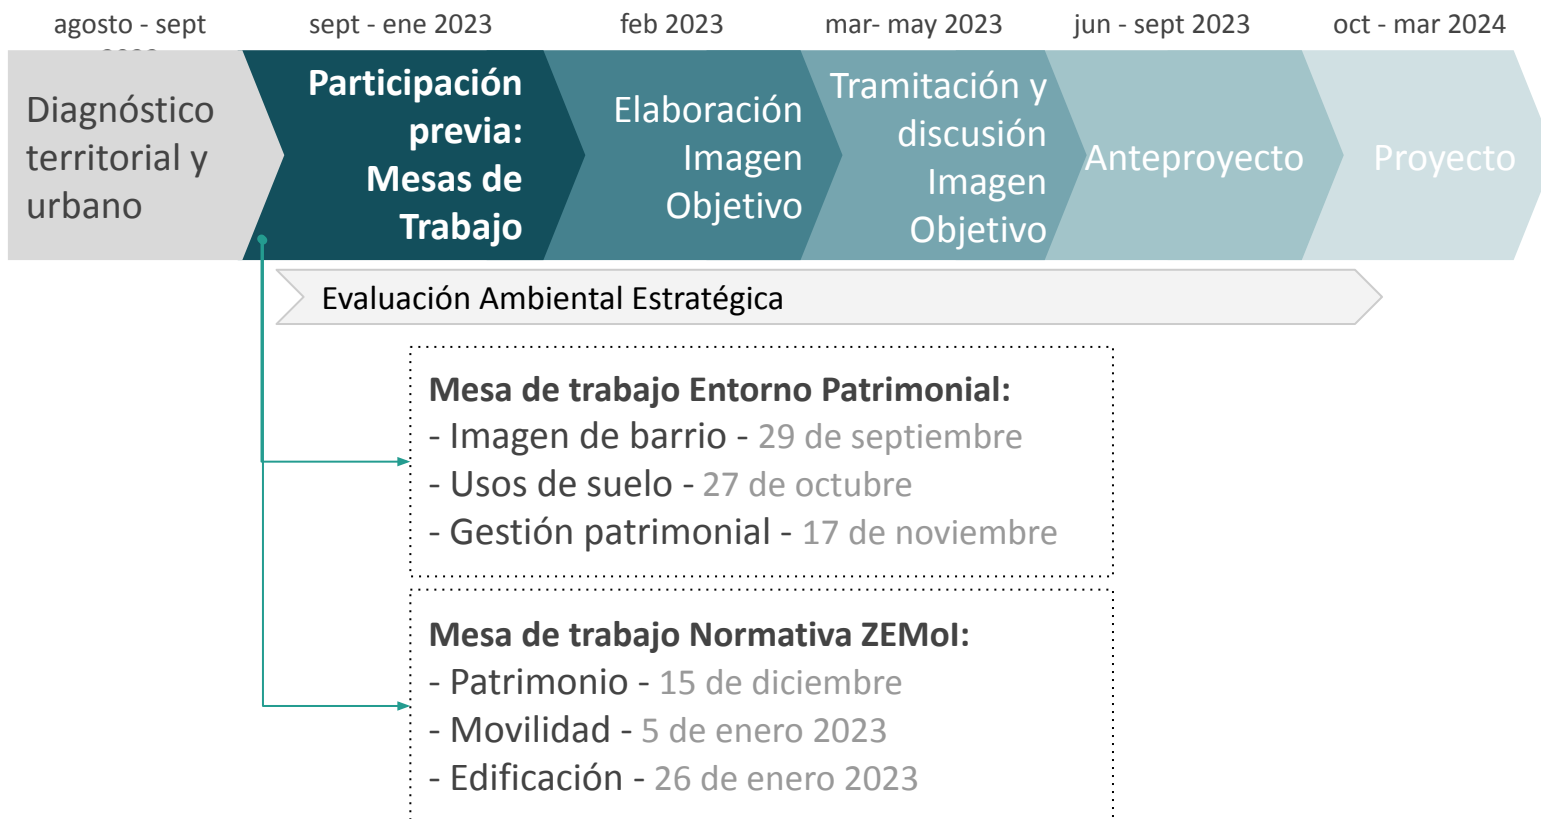 agosto - sept
sept - ene 2023
feb 2023
mar- may 2023
jun - sept 2023
oct - mar 2024
Diagnóstico
territorial y
urbano
Participación
previa:
Mesas de
Trabajo
Elaboración
Imagen
Objetivo
Tramitación y
discusión
Imagen
Objetivo
Anteproyecto
Proyecto
Evaluación Ambiental Estratégica
Mesa de trabajo Entorno Patrimonial:
- Imagen de barrio - 29 de septiembre
- Usos de suelo - 27 de octubre
- Gestión patrimonial - 17 de noviembre
Mesa de trabajo Normativa ZEMoI:
- Patrimonio - 15 de diciembre
- Movilidad - 5 de enero 2023
- Edificación - 26 de enero 2023